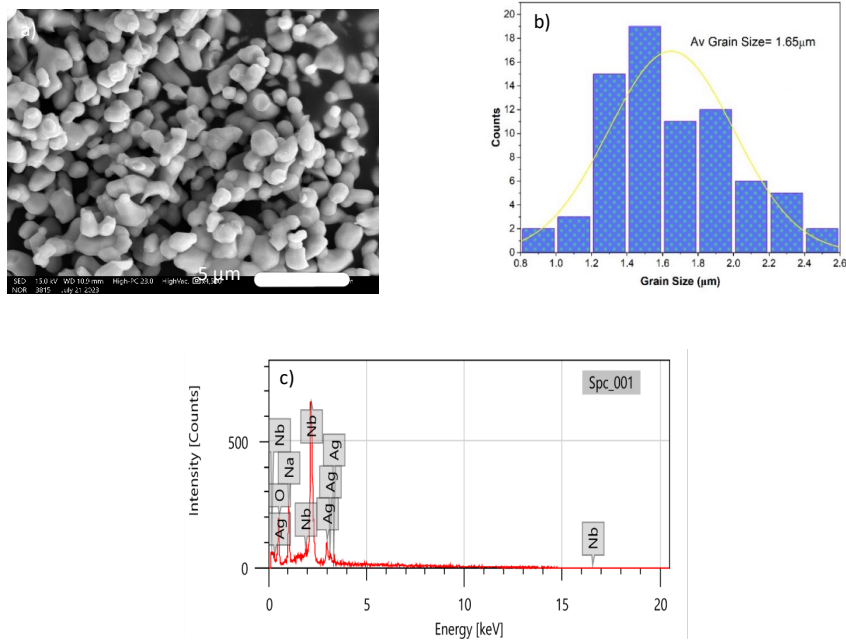 a)
5 μm
SED 15.0 kV WD 10.9 mm High-PC 23.0 HighVac.
NOR 3815 July 21 2023
b)
Av Grain Size= 1.65μm
Counts
20
18
16
14
12
10
8
6
4
2
0
0.8 1.0 1.2 1.4 1.6 1.8 2.0 2.2 2.4 2.6
Grain Size (μm)
c)
Spc_001
Intensity [Counts]
500
0
Nb
O
Ag
Na
Nb
Nb
Ag
Ag
Ag
Nb
0 5 10 15 20
Energy [keV]